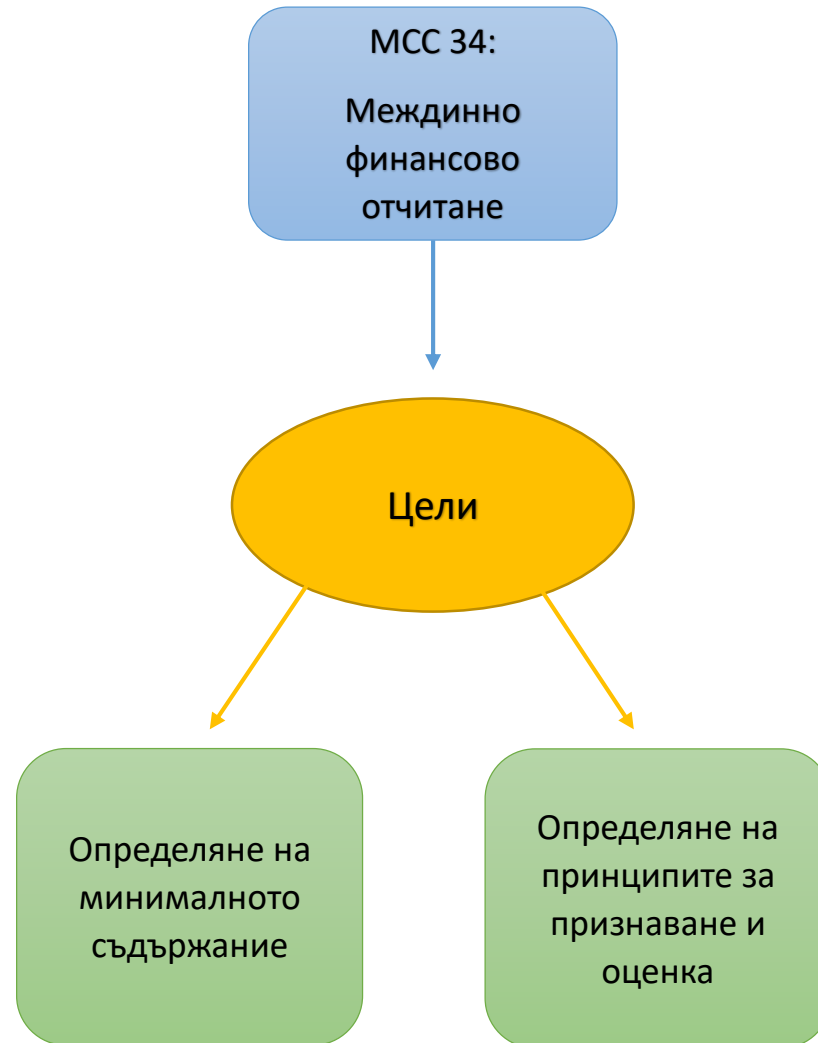 МСС 34:
Междинно
финансово
отчитане
Цели
Определяне на
минималното
съдържание
Определяне на
принципите за
признаване и
оценка